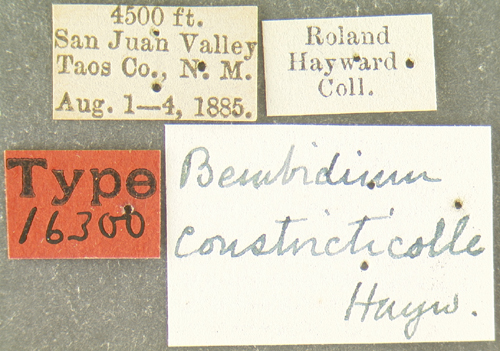 4500 ft.
San Juan Valley
Taos Co., N. M.
Aug. 1—4, 1885.
Roland
Hayward
Coll.
Type
16300
Bembidium
constricticolle
Hayw.